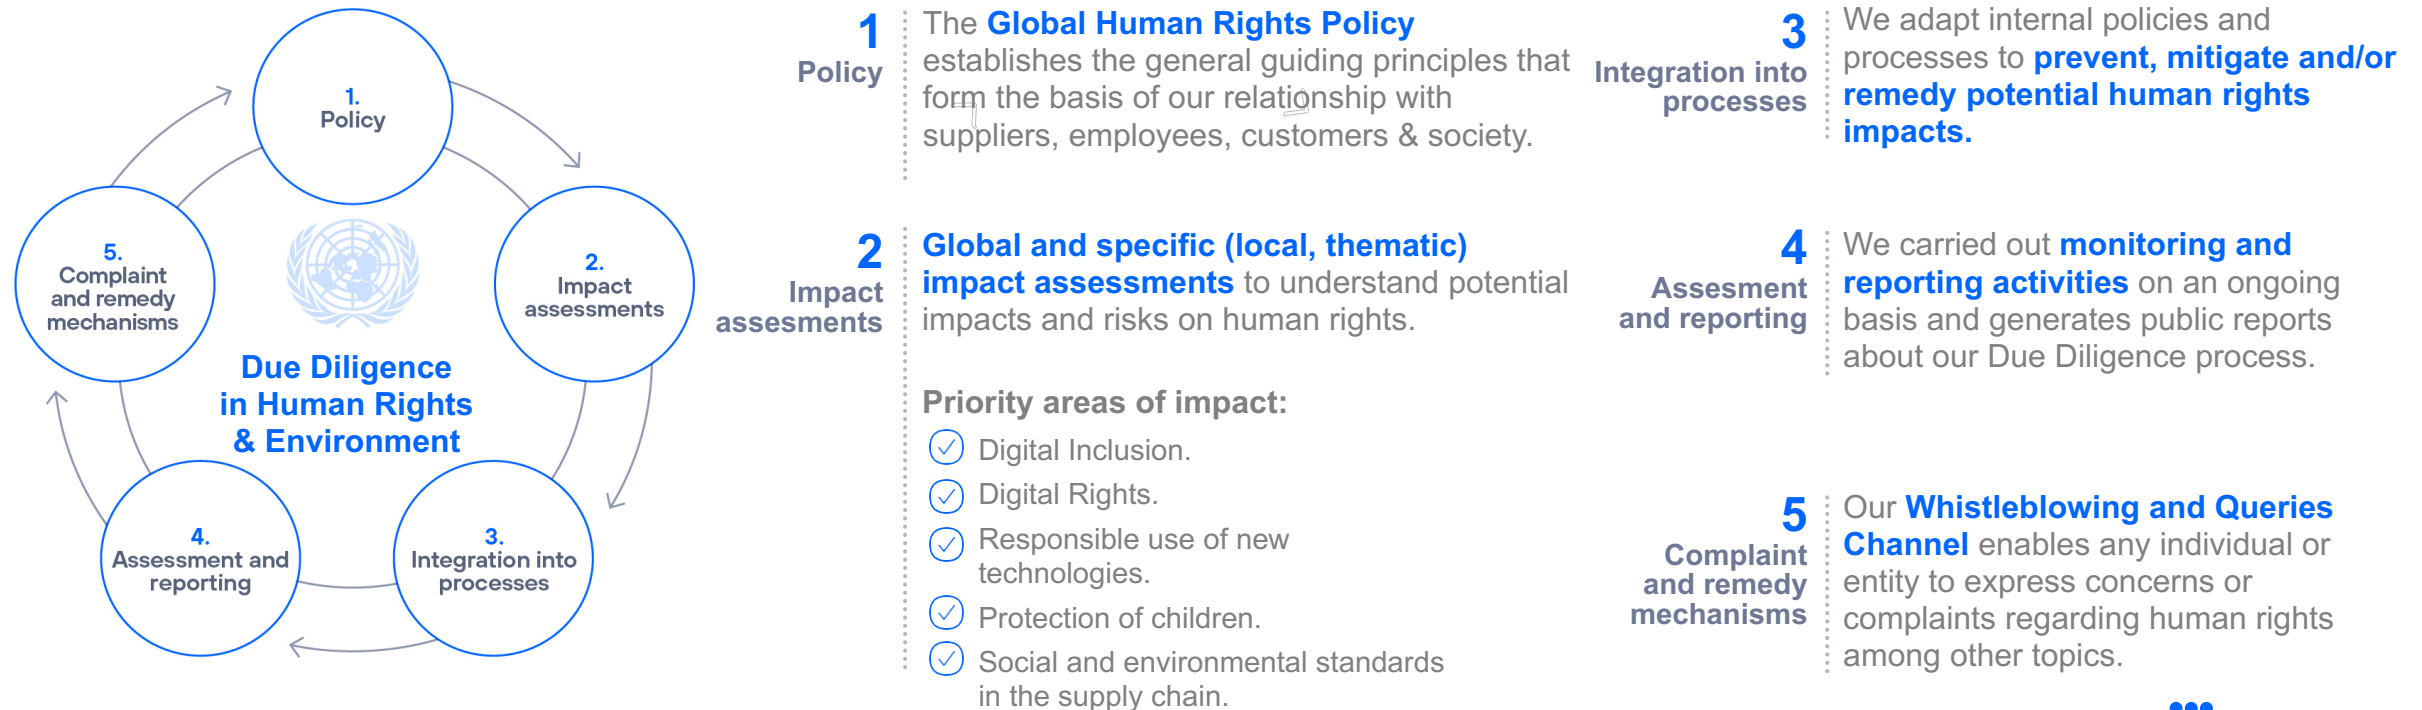 1.
Policy
2.
Impact
assessments
3.
Integration into
processes
4.
Assessment and
reporting
5.
Complaint
and remedy
mechanisms
Due Diligence
in Human Rights
& Environment
1
Policy
The Global Human Rights Policy
establishes the general guiding principles that
form the basis of our relationship with
suppliers, employees, customers & society.
2
Impact
assesments
Global and specific (local, thematic)
impact assessments to understand potential
impacts and risks on human rights.
Priority areas of impact:
Digital Inclusion.
Digital Rights.
Responsible use of new
technologies.
Protection of children.
Social and environmental standards
in the supply chain.
3
Integration into
processes
We adapt internal policies and
processes to prevent, mitigate and/or
remedy potential human rights
impacts.
4
Assesment
and reporting
We carried out monitoring and
reporting activities on an ongoing
basis and generates public reports
about our Due Diligence process.
5
Complaint
and remedy
mechanisms
Our Whistleblowing and Queries
Channel enables any individual or
entity to express concerns or
complaints regarding human rights
among other topics.